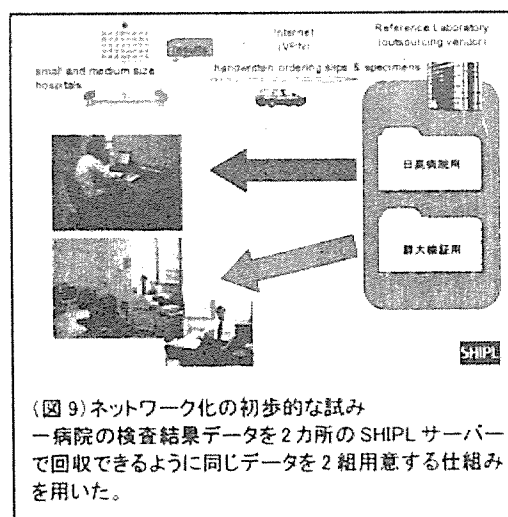 Internet
(VPN)
Reference Laboratory
(outsourcing vendor)
results
small and medium size
hospitals
handwritten ordering slips & specimens
日高病院用
群大検証用
SHIPL
(図 9)ネットワーク化の初歩的な試み
一病院の検査結果データを2カ所の SHIPL サーバー
で回収できるように同じデータを 2 組用意する仕組み
を用いた。